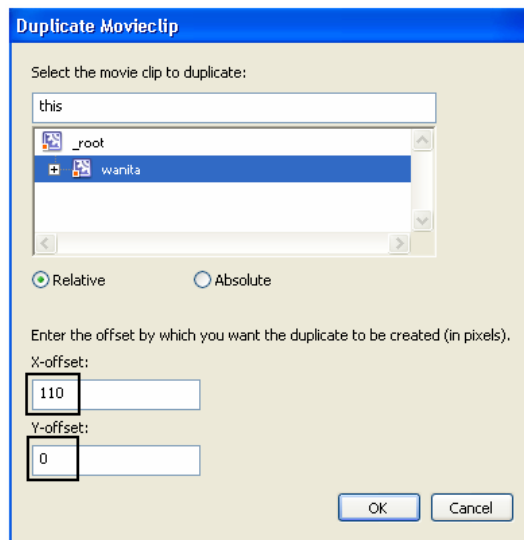 Duplicate Movieclip
Select the movie clip to duplicate:
this
_root
wanita
Relative Absolute
Enter the offset by which you want the duplicate to be created (in pixels).
X-offset:
110
Y-offset:
0
OK Cancel